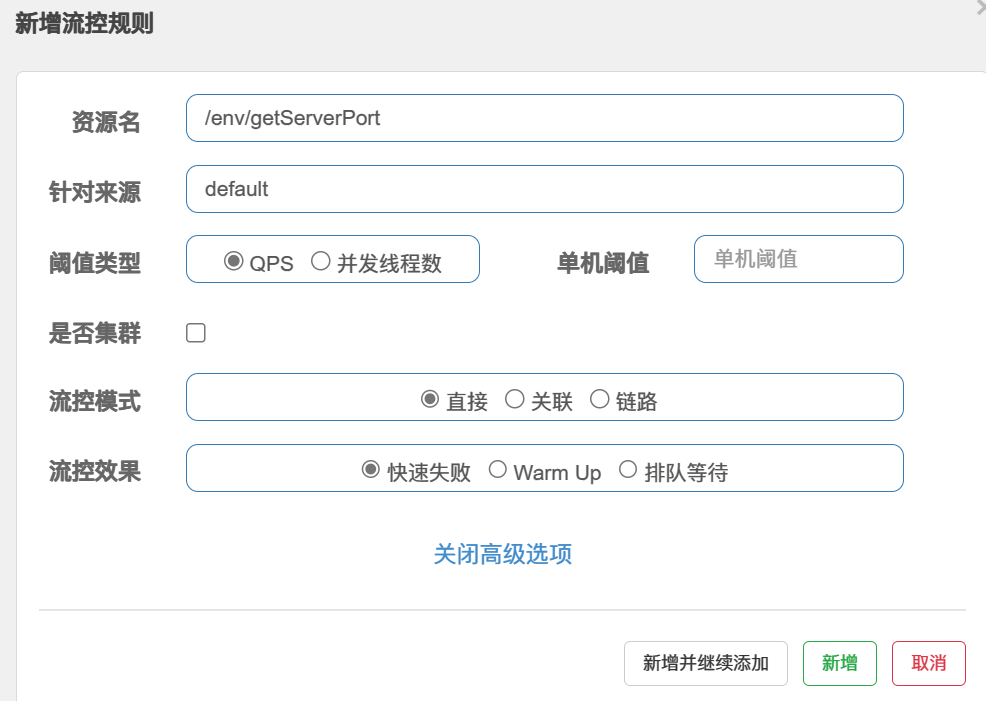 新增流控规则
资源名 /env/getServerPort
针对来源 default
阈值类型 QPS 并发线程数 单机阈值 单机阈值
是否集群
流控模式 直接 关联 链路
流控效果 快速失败 Warm Up 排队等待
关闭高级选项
新增并继续添加 新增 取消